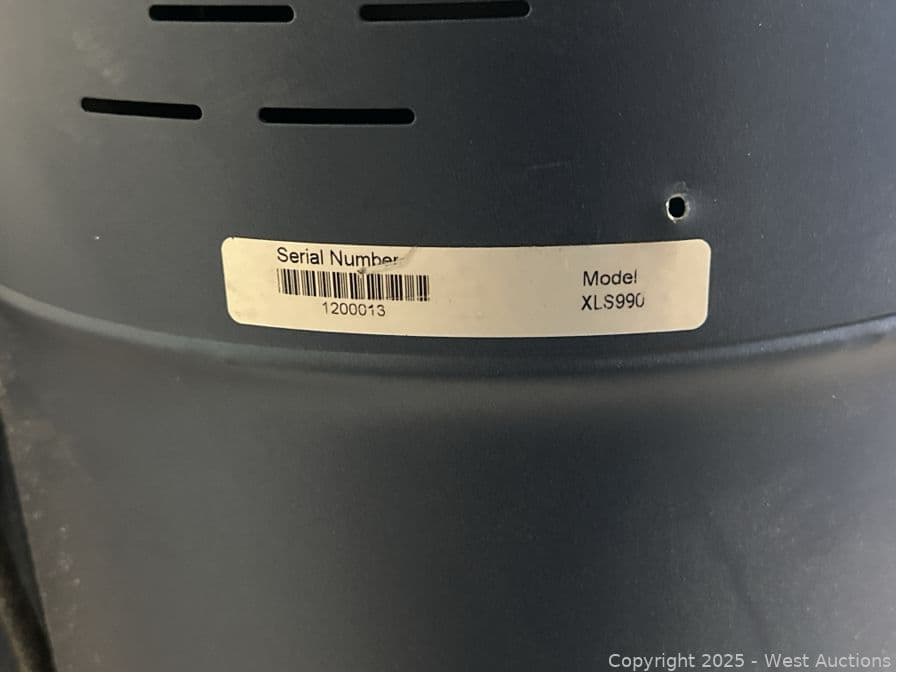 Serial Number
1200013
Model
XLS990
Copyright 2025 - West Auctions